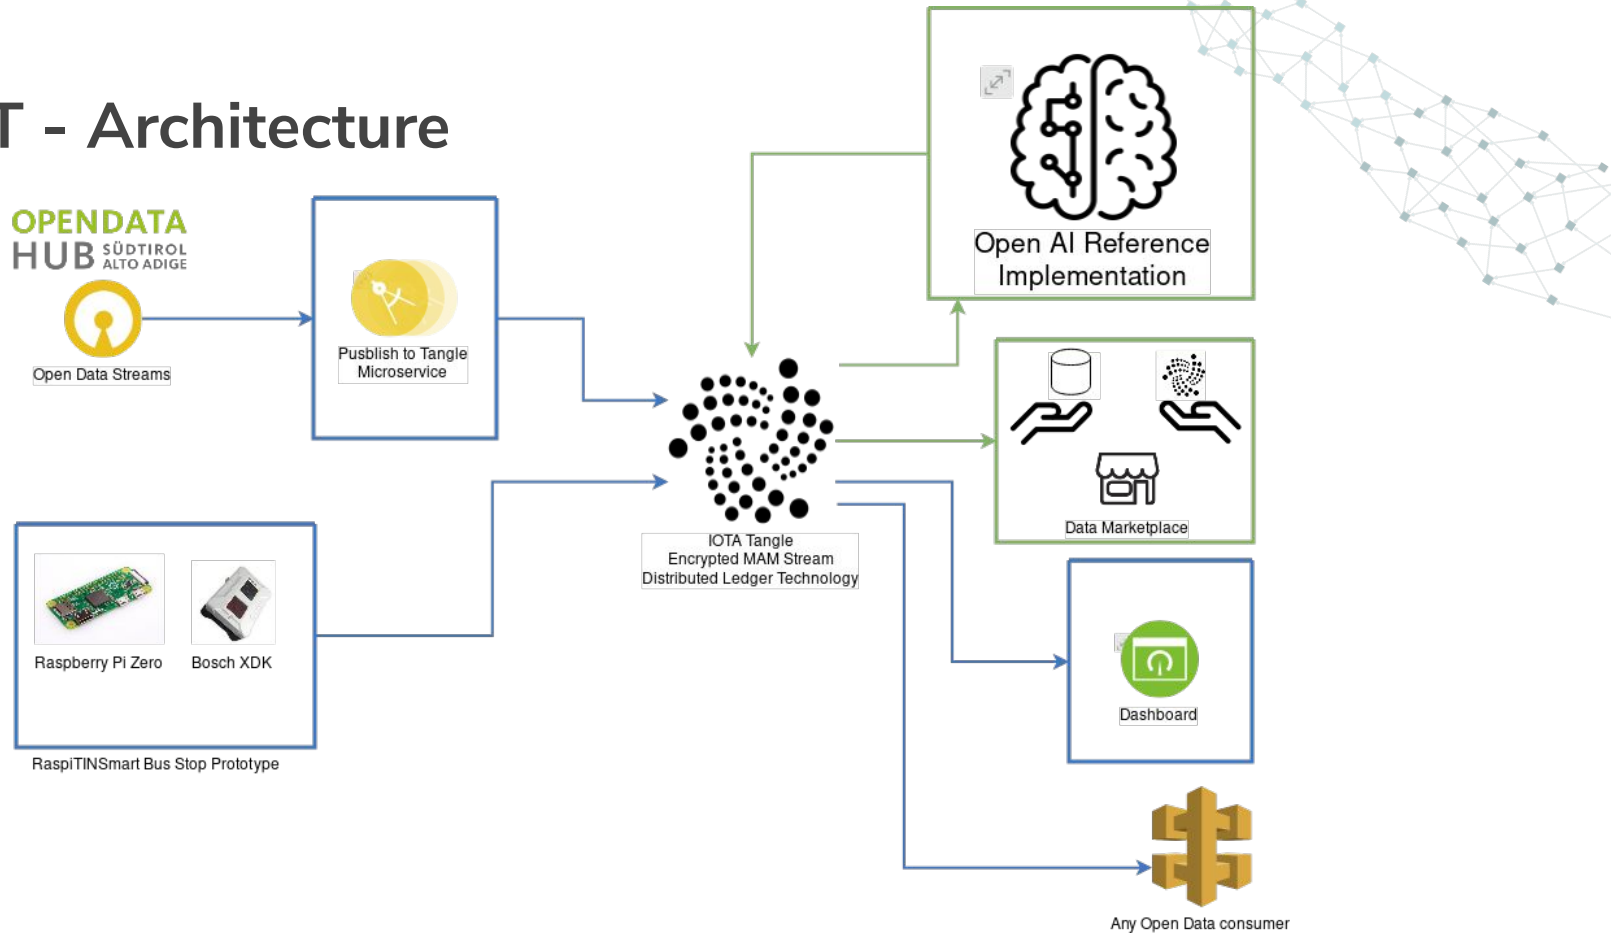 T - Architecture
OPENDATA
HUB SÜDTIROL
ALTO ADIGE
Open Data Streams
Pusblish to Tangle
Microservice
Open AI Reference
Implementation
IOTA Tangle
Encrypted MAM Stream
Distributed Ledger Technology
Data Marketplace
Raspberry Pi Zero
Bosch XDK
RaspiTINSmart Bus Stop Prototype
Dashboard
Any Open Data consumer